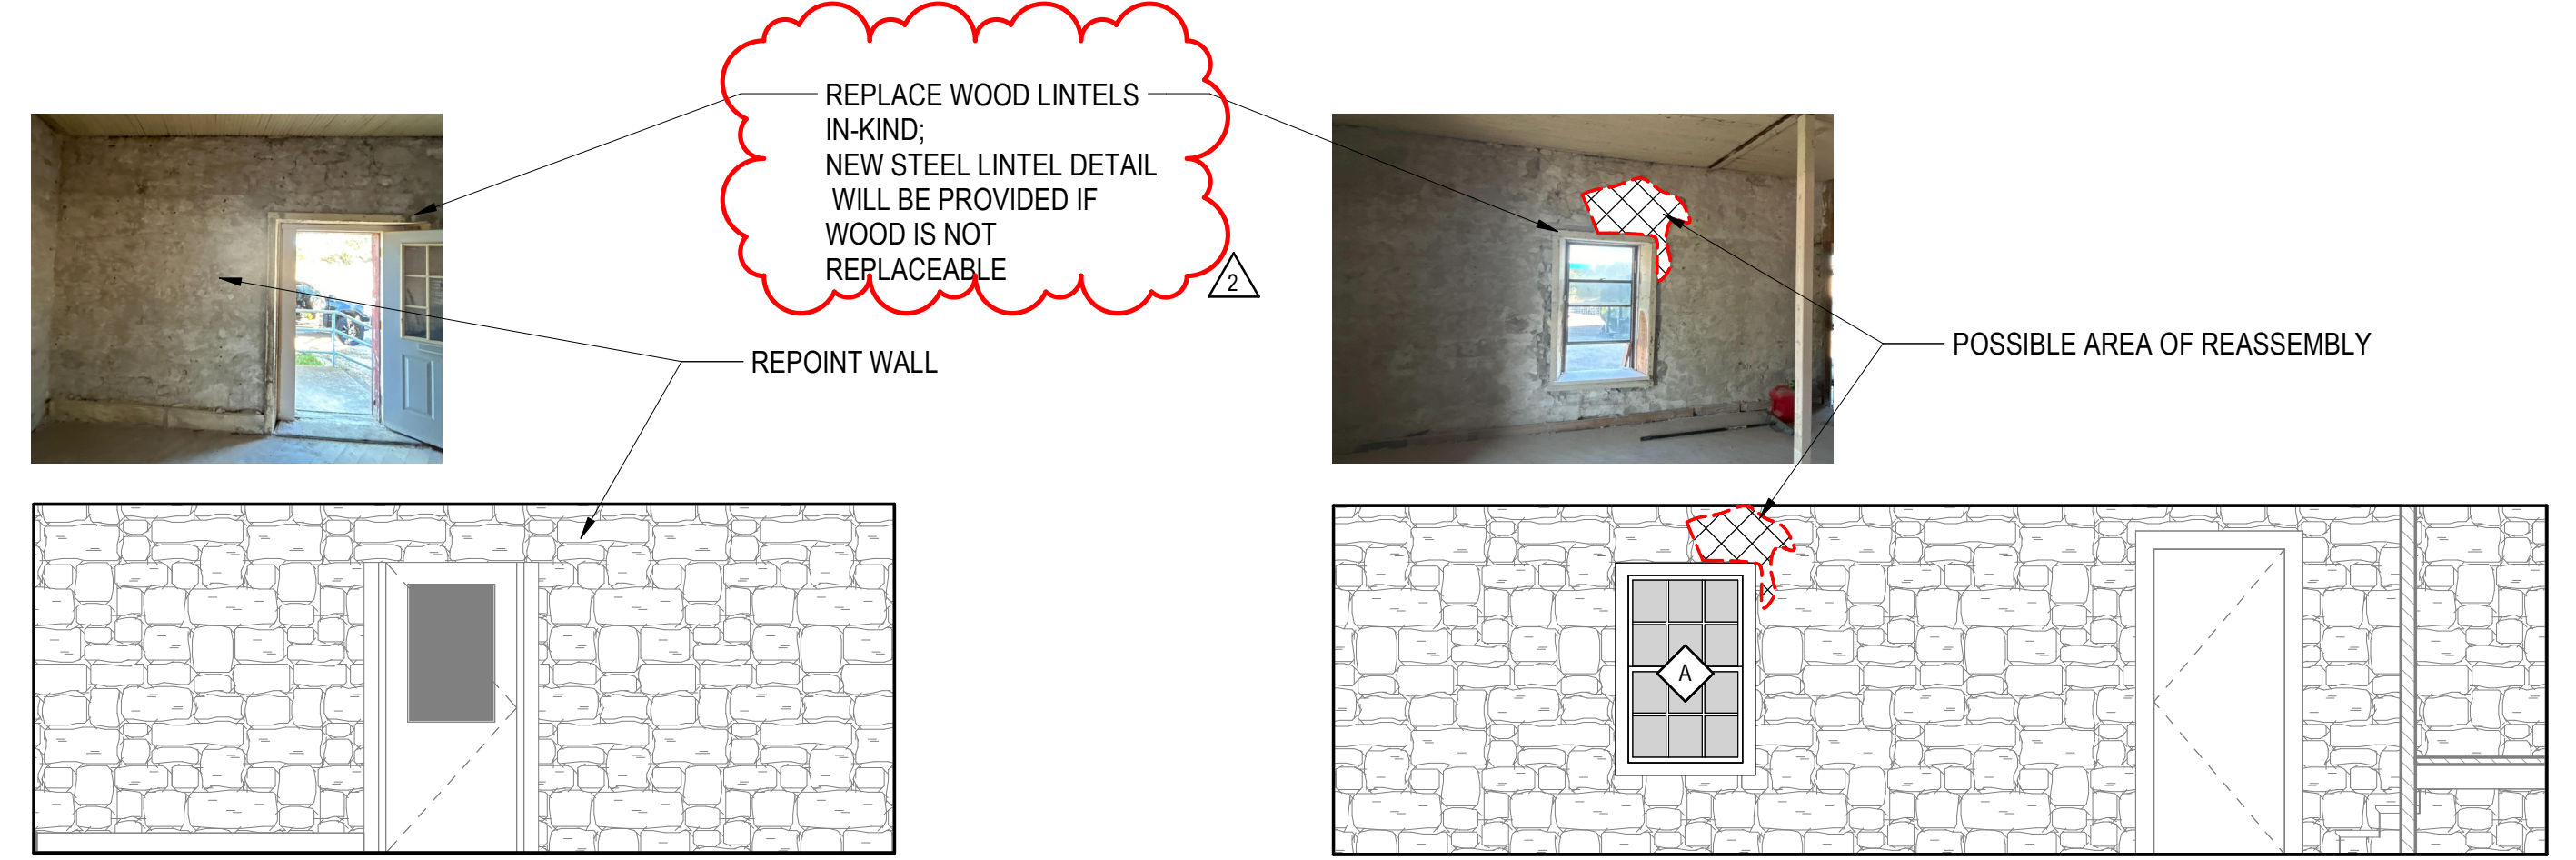 REPLACE WOOD LINTELS
IN-KIND;
NEW STEEL LINTEL DETAIL
WILL BE PROVIDED IF
WOOD IS NOT
REPLACEABLE
2
REPOINT WALL
POSSIBLE AREA OF REASSEMBLY
A